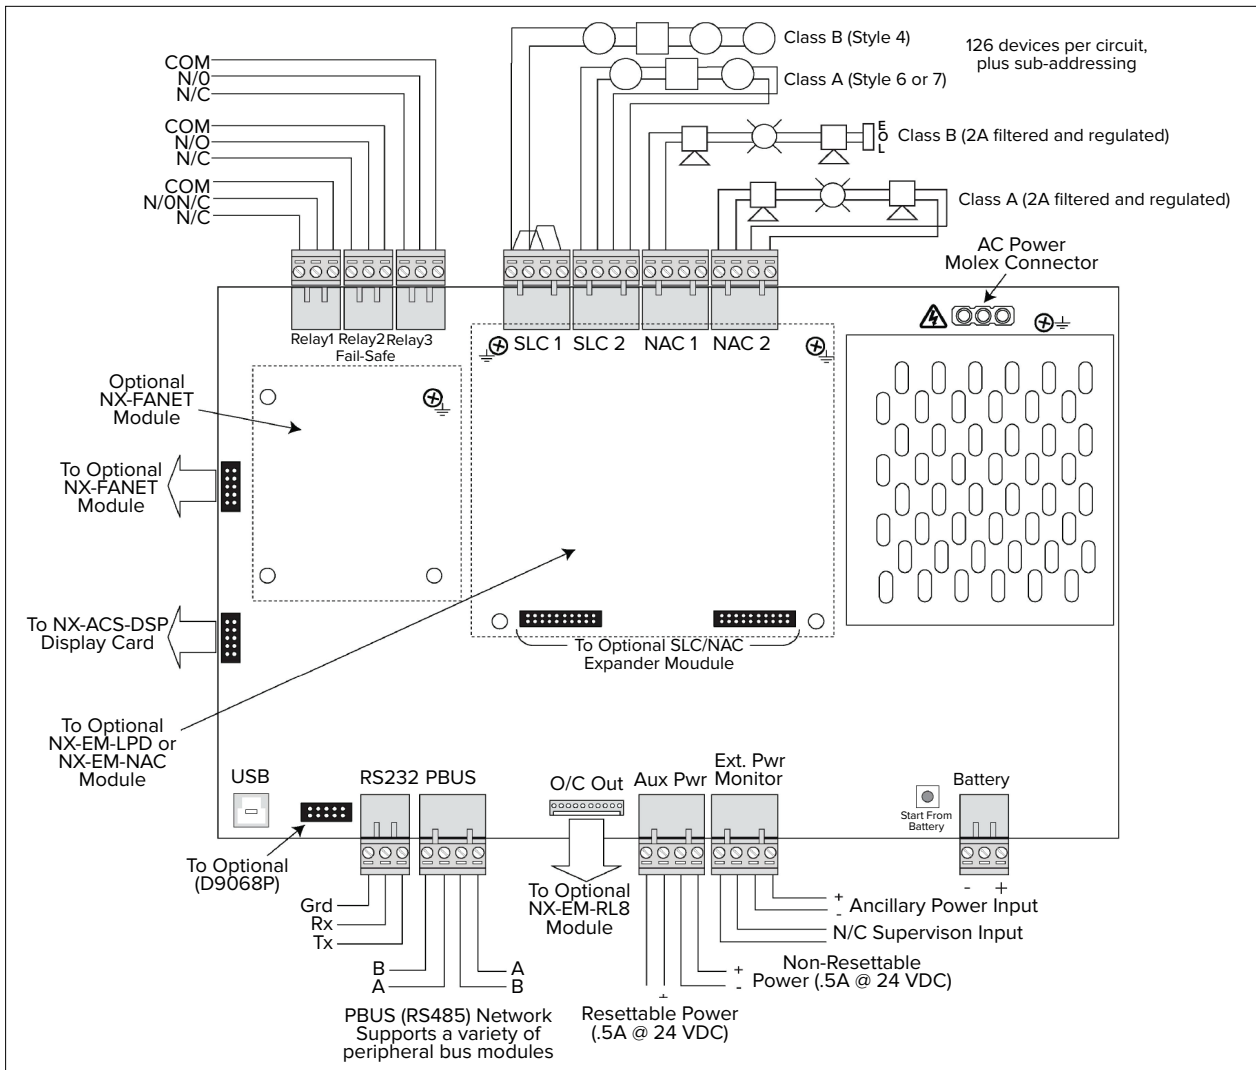 Class B (Style 4)
126 devices per circuit,
plus sub-addressing
COM
N/0
N/C
Class A (Style 6 or 7)
COM
N/O
N/C
EOL
Class B (2A filtered and regulated)
COM
N/0N/C
N/C
Class A (2A filtered and regulated)
AC Power
Molex Connector
Relay1 Relay2 Relay3
Fail-Safe
SLC 1 SLC 2 NAC 1 NAC 2
Optional
NX-FANET
Module
To Optional
NX-FANET
Module
To NX-ACS-DSP
Display Card
To Optional SLC/NAC
Expander Moudule
To Optional
NX-EM-LPD or
NX-EM-NAC
Module
USB
RS232 PBUS
O/C Out
Aux Pwr
Ext. Pwr
Monitor
Battery
Start From
Battery
To Optional
(D9068P)
To Optional
NX-EM-RL8
Module
- +
Grd
Rx
Tx
+
- Ancillary Power Input
N/C Supervison Input
B
A
A
B
+
-
Non-Resettable
Power (.5A @ 24 VDC)
+
PBUS (RS485) Network
Supports a variety of
peripheral bus modules
Resettable Power
(.5A @ 24 VDC)